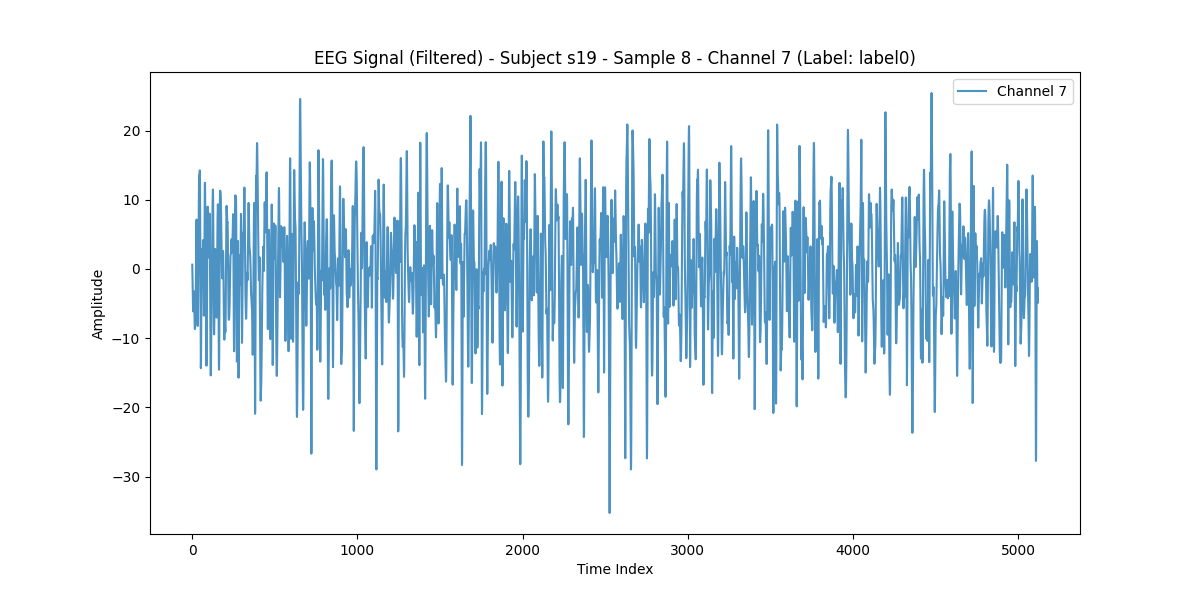 EEG Signal (Filtered) - Subject s19 - Sample 8 - Channel 7 (Label: label0)
Channel 7
20
10
0
−10
−20
−30
Amplitude
0 1000 2000 3000 4000 5000
Time Index